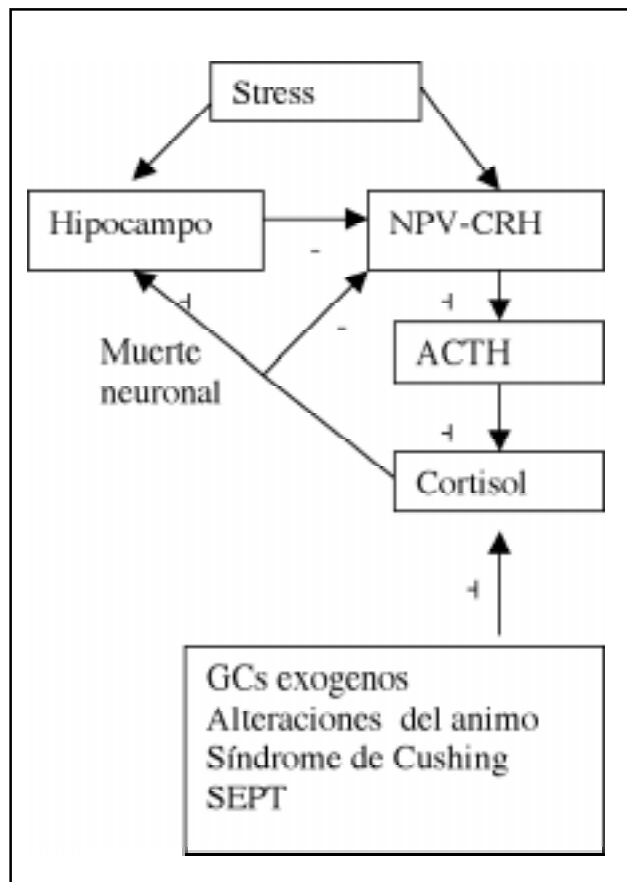 Stress
Hipocampo
NPV-CRH
-
+
-
+
Muerte
neuronal
ACTH
+
Cortisol
+
GCs exogenos
Alteraciones del animo
Síndrome de Cushing
SEPT